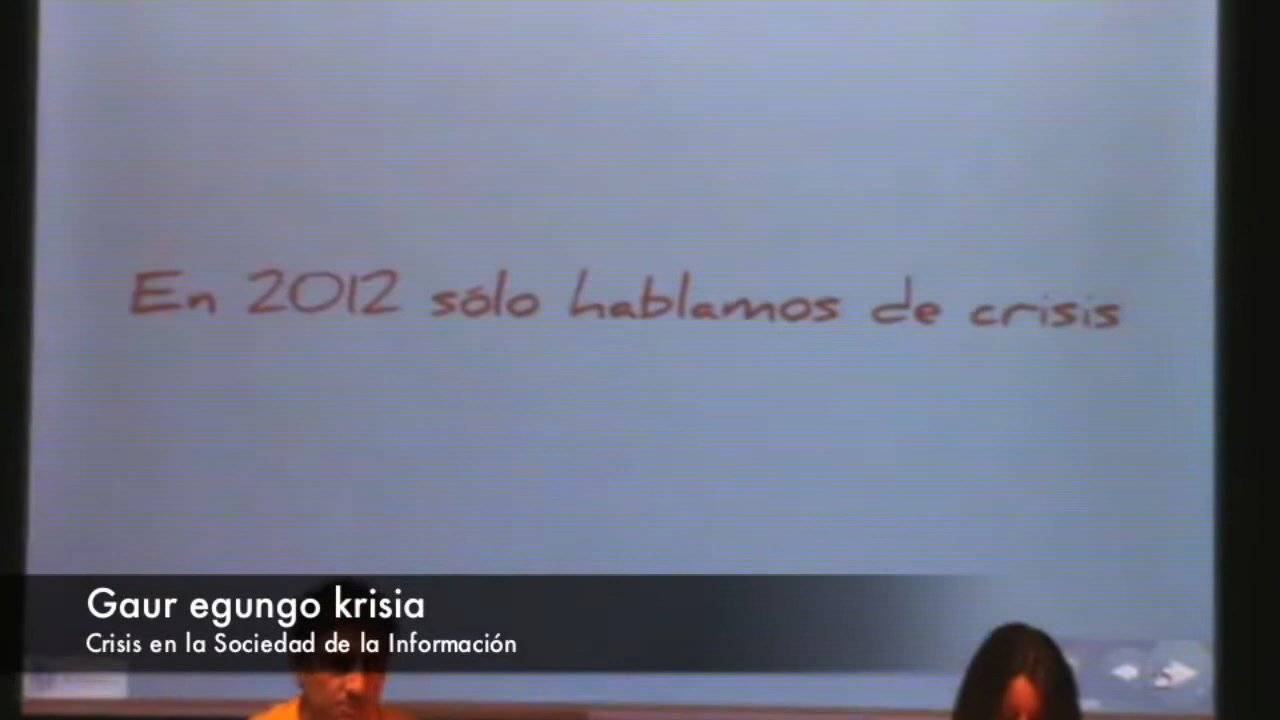 En 2012 sólo hablamos de crisis
Gaur egungo krisia
Crisis en la Sociedad de la Información